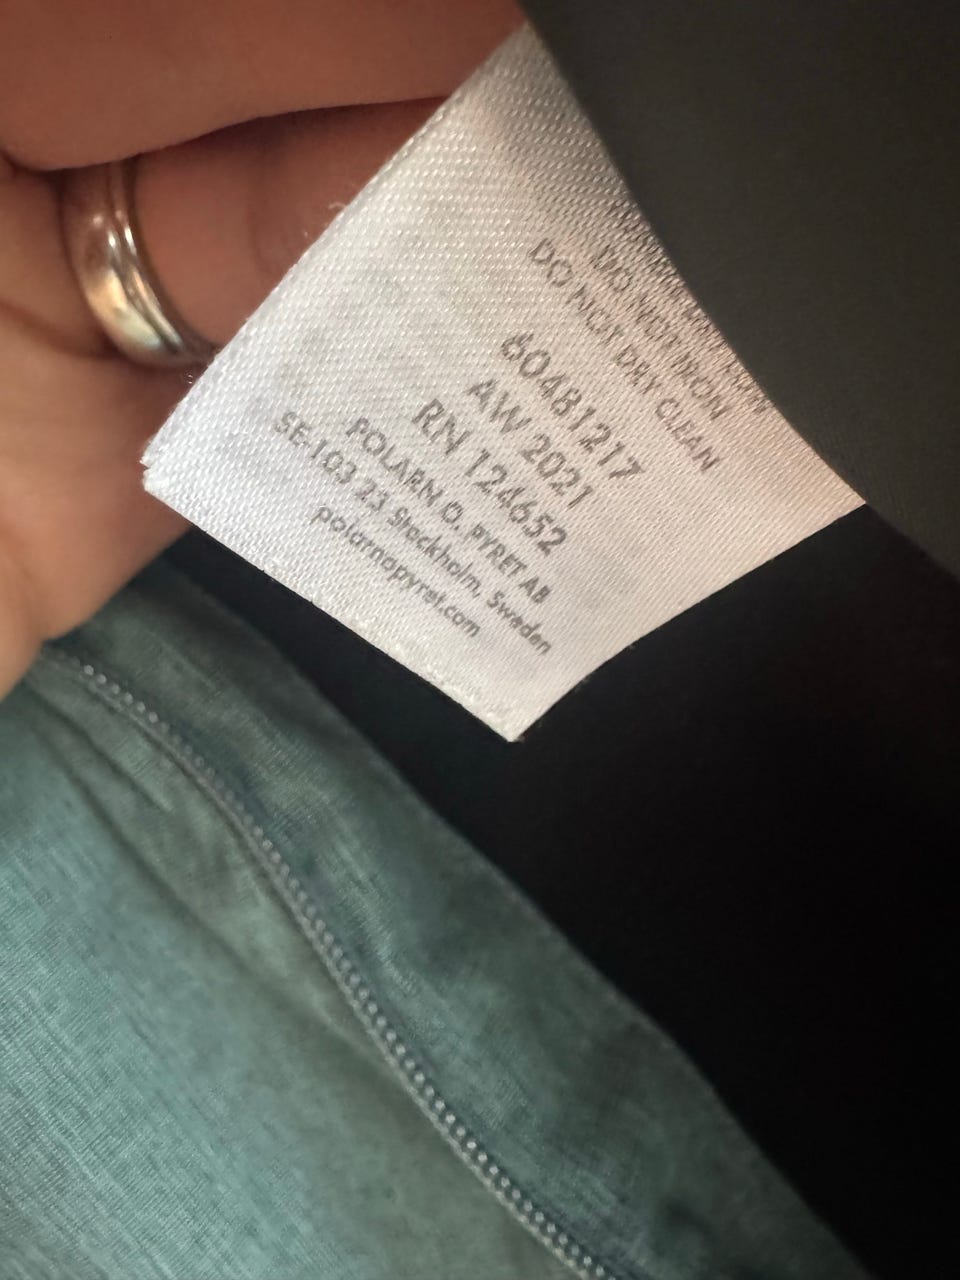 DO NOT IRON
DO NOT DRY CLEAN
60481217
AW 2021
RN 124652
POLARN O. PYRET AB
SE-103 23 Stockholm, Sweden
polarnopyret.com